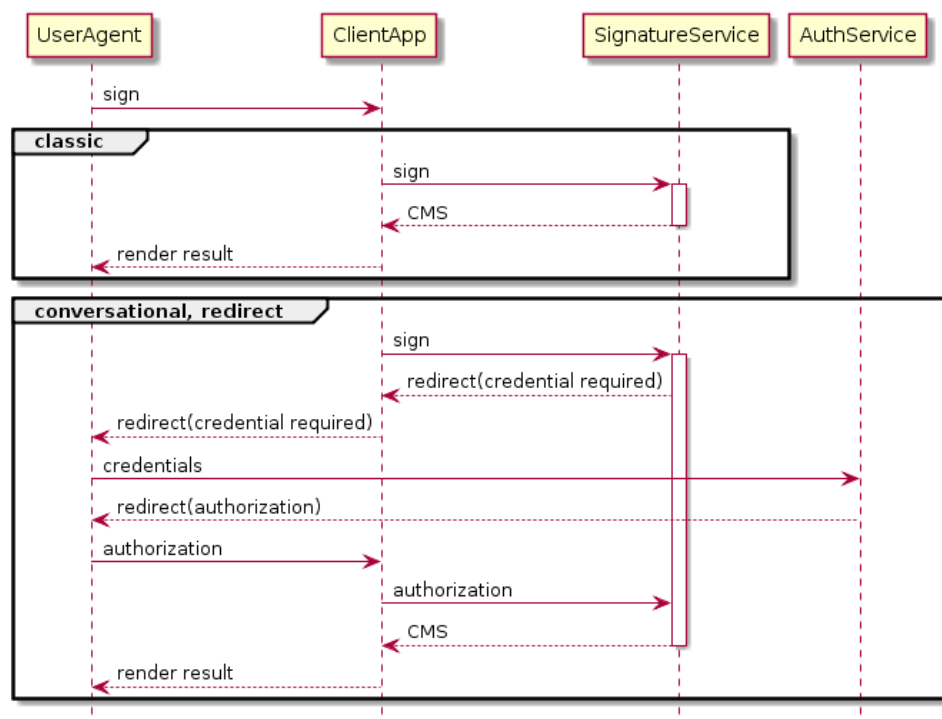 UserAgent ClientApp SignatureService AuthService
sign
classic
sign
CMS
render result
conversational, redirect
sign
redirect(credential required)
redirect(credential required)
credentials
redirect(authorization)
authorization
authorization
CMS
render result